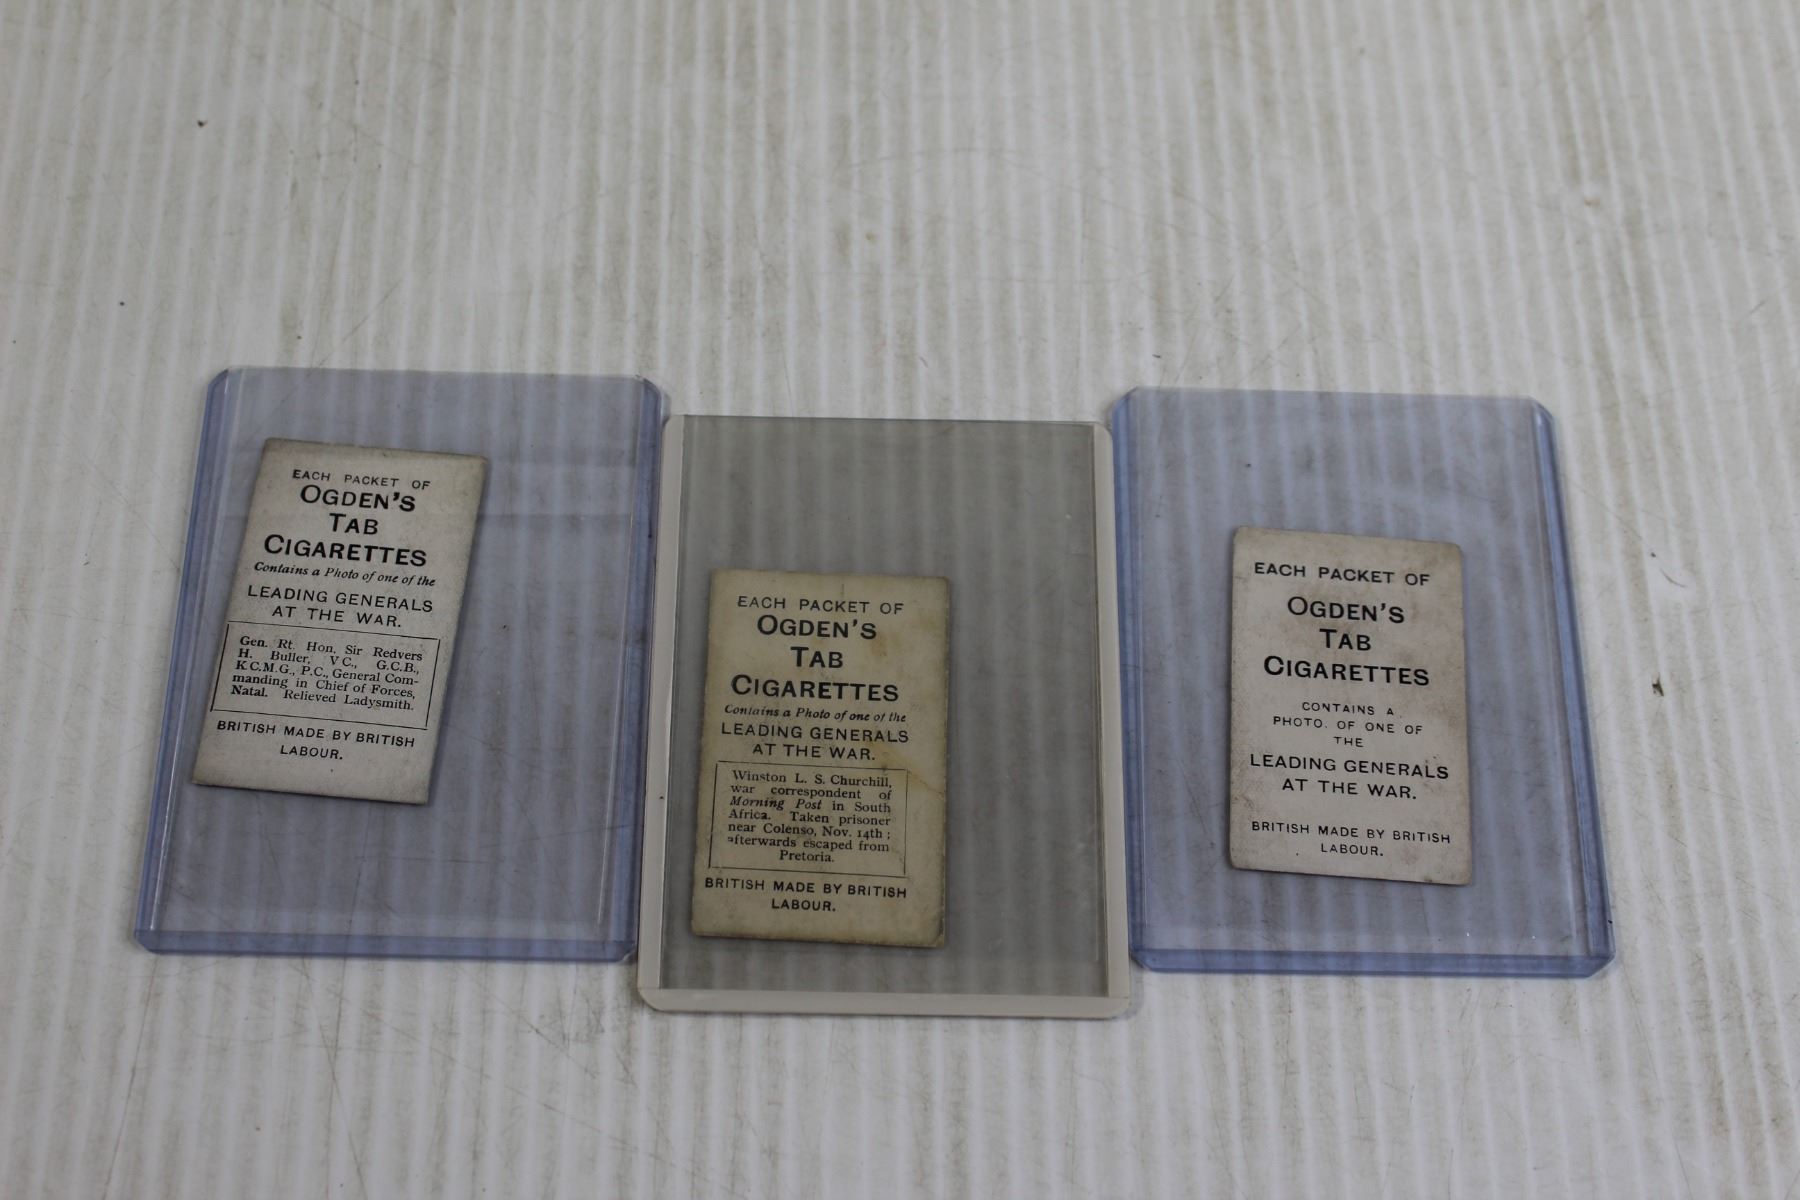 EACH PACKET OF
OGDEN'S
TAB
CIGARETTES
Contains a Photo of one of the
LEADING GENERALS
AT THE WAR.
Gen. Rt. Hon. Sir Redvers
H. Buller, V C., G.C.B.,
K C.M.G., P.C., General Com-
manding in Chief of Forces,
Natal. Relieved Ladysmith.
BRITISH MADE BY BRITISH
LABOUR.
EACH PACKET OF
OGDEN'S
TAB
CIGARETTES
Contains a Photo of one of the
LEADING GENERALS
AT THE WAR.
Winston L. S. Churchill,
war correspondent of
Morning Post in South
Africa. Taken prisoner
near Colenso, Nov. 14th ;
afterwards escaped from
Pretoria.
BRITISH MADE BY BRITISH
LABOUR.
EACH PACKET OF
OGDEN'S
TAB
CIGARETTES
CONTAINS A
PHOTO. OF ONE OF
THE
LEADING GENERALS
AT THE WAR.
BRITISH MADE BY BRITISH
LABOUR.